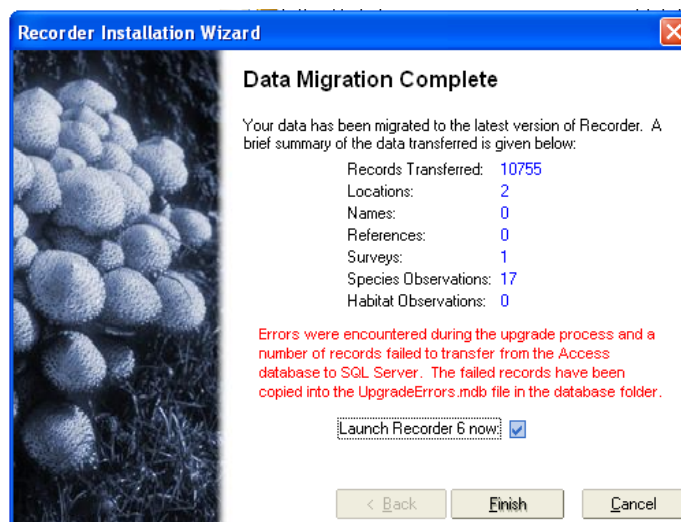 Recorder Installation Wizard
Data Migration Complete
Your data has been migrated to the latest version of Recorder. A
brief summary of the data transferred is given below:
Records Transferred: 10755
Locations: 2
Names: 0
References: 0
Surveys: 1
Species Observations: 17
Habitat Observations: 0
Errors were encountered during the upgrade process and a
number of records failed to transfer from the Access
database to SQL Server. The failed records have been
copied into the UpgradeErrors.mdb file in the database folder.
Launch Recorder 6 now:
< Back Finish Cancel